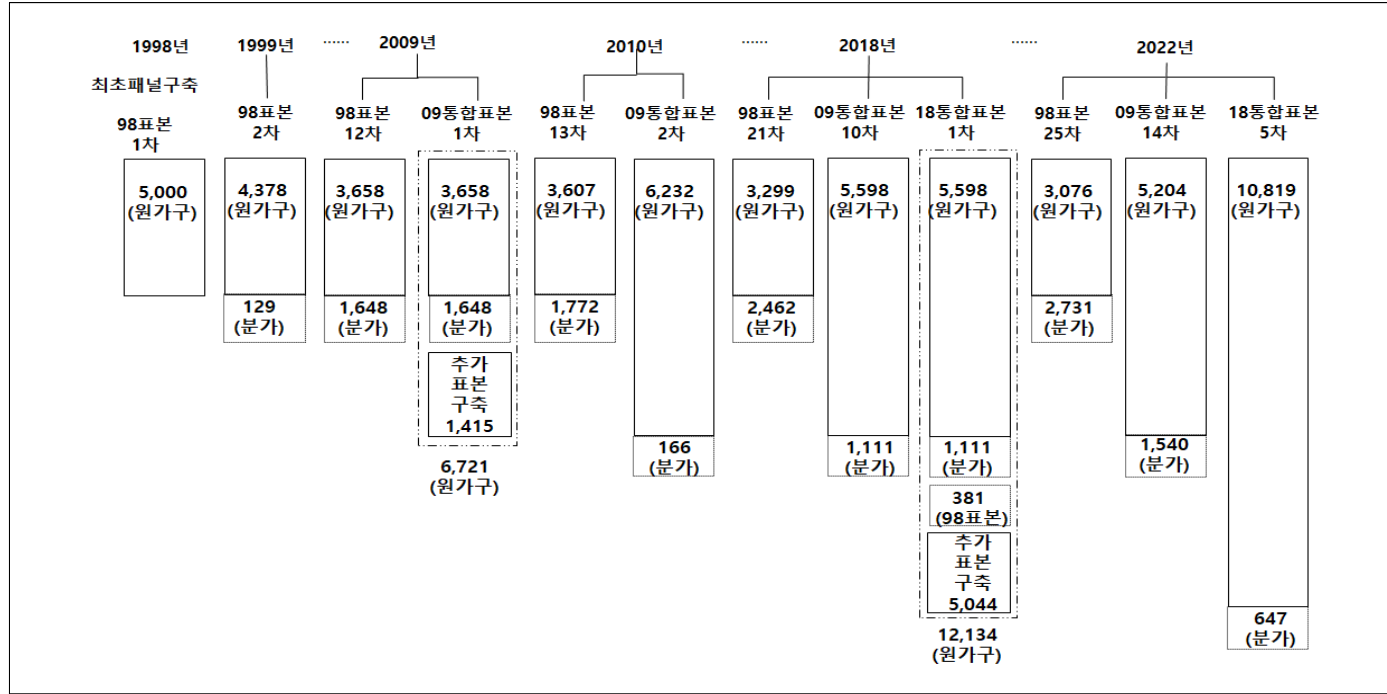 1998년
1999년
······
2009년
2010년
······
2018년
······
2022년
최초패널구축
98표본
1차
98표본
2차
98표본
12차
09통합표본
1차
98표본
13차
09통합표본
2차
98표본
21차
09통합표본
10차
18통합표본
1차
98표본
25차
09통합표본
14차
18통합표본
5차
5,000
(원가구)
4,378
(원가구)
3,658
(원가구)
3,658
(원가구)
3,607
(원가구)
6,232
(원가구)
3,299
(원가구)
5,598
(원가구)
5,598
(원가구)
3,076
(원가구)
5,204
(원가구)
10,819
(원가구)
129
(분가)
1,648
(분가)
1,648
(분가)
1,772
(분가)
2,462
(분가)
2,731
(분가)
추가
표본
구축
1,415
6,721
(원가구)
166
(분가)
1,111
(분가)
1,111
(분가)
1,540
(분가)
381
(98표본)
추가
표본
구축
5,044
12,134
(원가구)
647
(분가)